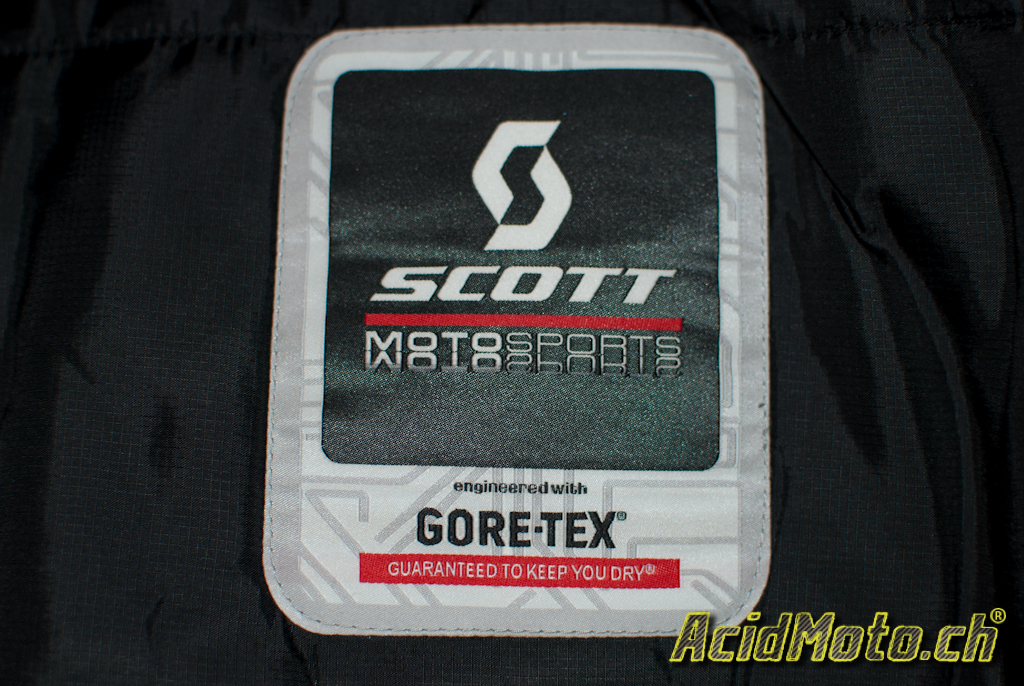 SCOTT
MOTOSPORTS
engineered with
GORE-TEX®
GUARANTEED TO KEEP YOU DRY®
AcidMoto.ch®